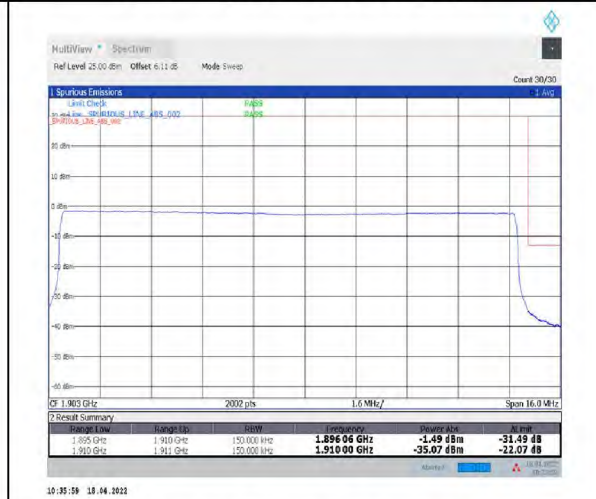 MultiView Spectrum
Ref Level 25.00 dBm Offset 6.11 dB Mode Sweep
Count 30/30
1 Spurious Emissions 1 Avg
Limit Check PASS
Line _SPURIOUS_LINE_ABS_002 PASS
_SPURIOUS_LINE_ABS_002
20 dBm
10 dBm
0 dBm
-10 dBm
-20 dBm
-30 dBm
-40 dBm
-50 dBm
-60 dBm
CF 1.903 GHz 2002 pts 1.6 MHz/ Span 16.0 MHz
2 Result Summary
Range Low Range Up RBW Frequency Power Abs ΔLimit
1.895 GHz 1.910 GHz 150.000 kHz 1.89606 GHz -1.49 dBm -31.49 dB
1.910 GHz 1.911 GHz 150.000 kHz 1.91000 GHz -35.07 dBm -22.07 dB
10:35:59 18.04.2022